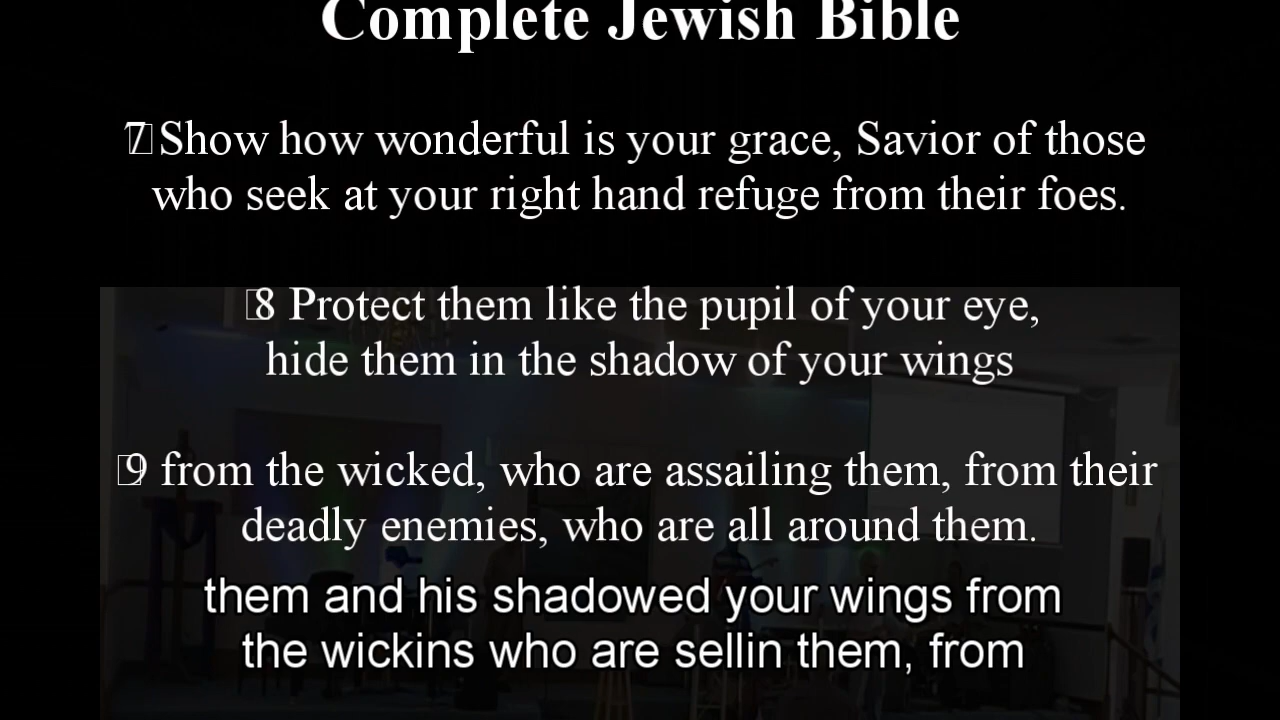 Complete Jewish Bible
7 Show how wonderful is your grace, Savior of those
who seek at your right hand refuge from their foes.
8 Protect them like the pupil of your eye,
hide them in the shadow of your wings
9 from the wicked, who are assailing them, from their
deadly enemies, who are all around them.
them and his shadowed your wings from
the wickins who are sellin them, from